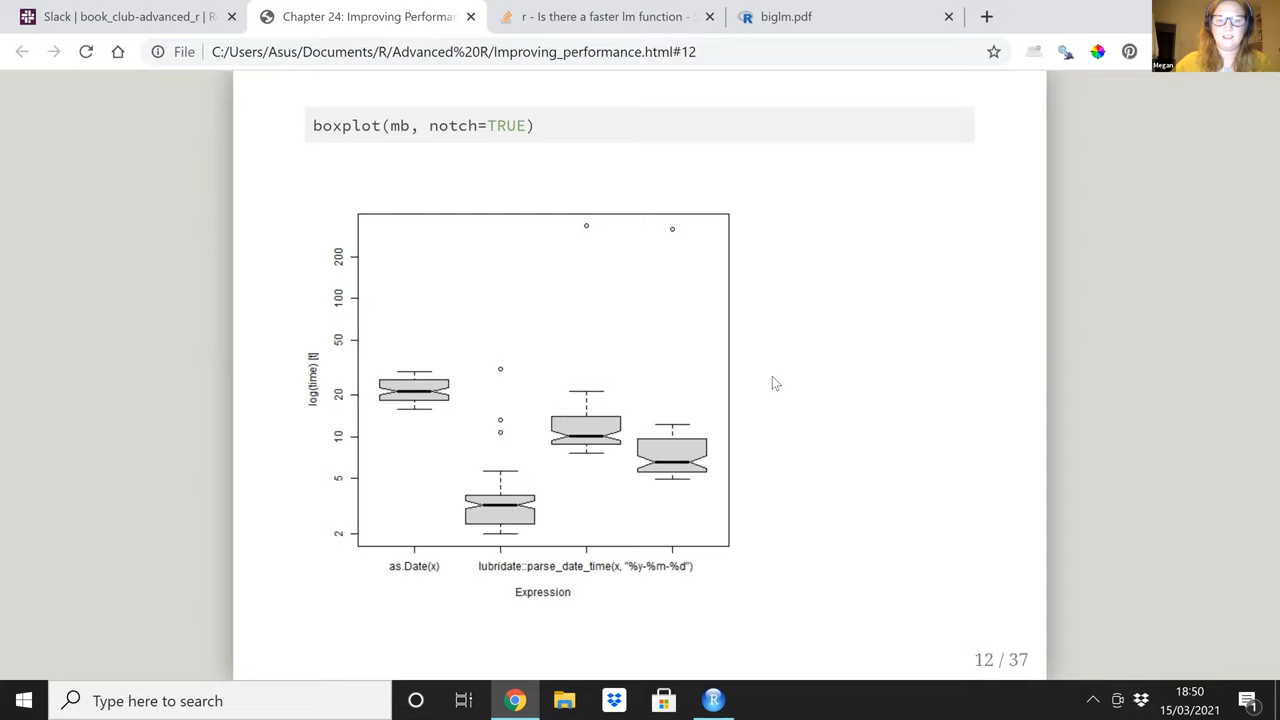 Slack | book_club-advanced_r | R
Chapter 24: Improving Performan
r - Is there a faster lm function -
biglm.pdf
File
C:/Users/Asus/Documents/R/Advanced%20R/Improving_performance.html#12
Megan
boxplot(mb, notch=TRUE)
200
100
50
20
10
5
2
log(time) [t]
as.Date(x)
lubridate::parse_date_time(x, "%y-%m-%d")
Expression
12 / 37
Type here to search
18:50
15/03/2021
1